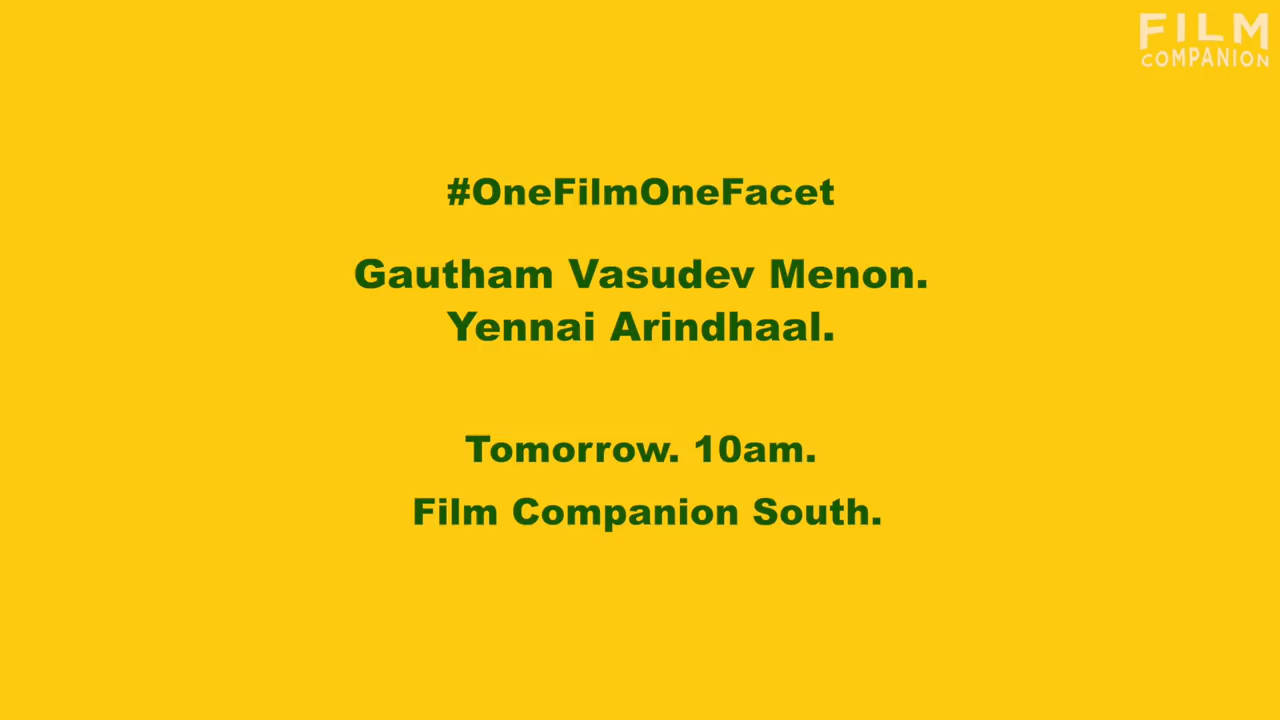 FILM
COMPANION
#OneFilmOneFacet
Gautham Vasudev Menon.
Yennai Arindhaal.
Tomorrow. 10am.
Film Companion South.